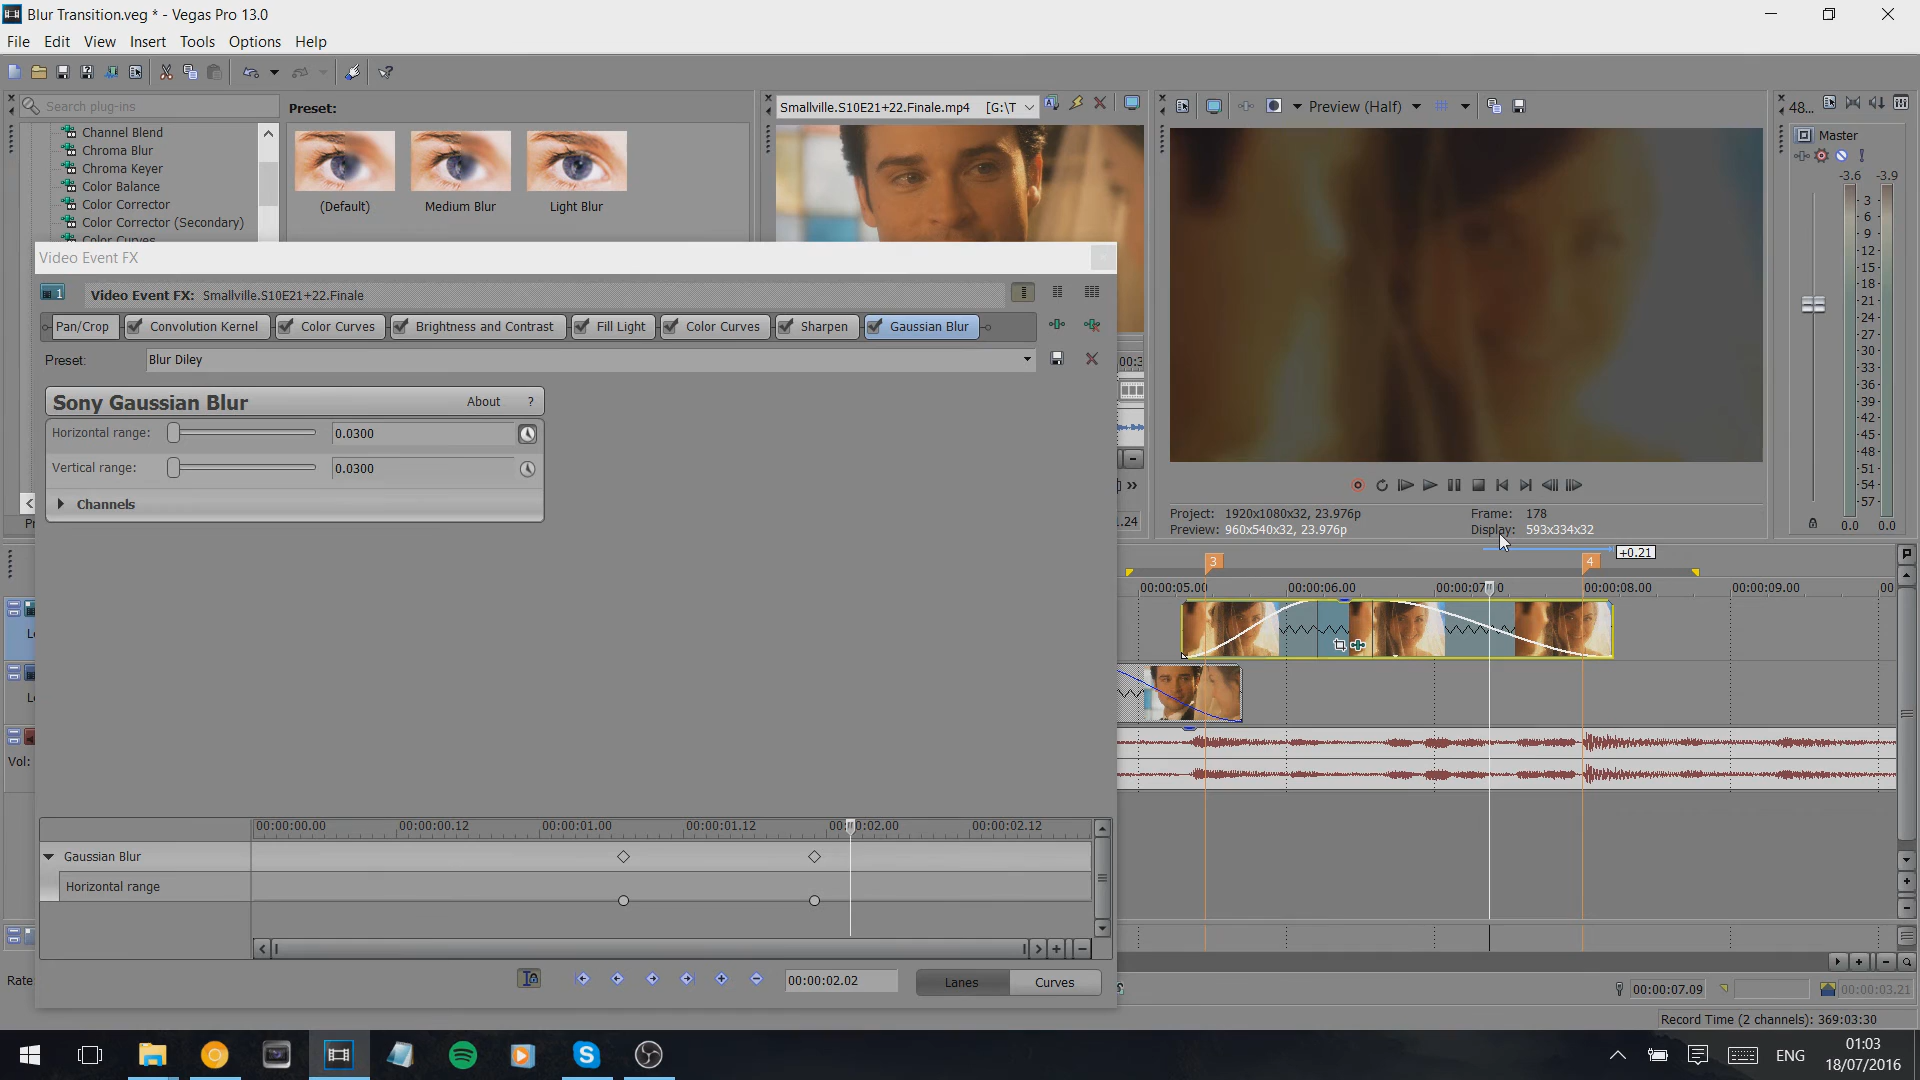 Blur Transition.veg * - Vegas Pro 13.0
File Edit View Insert Tools Options Help
Search plug-ins
Preset:
Channel Blend
Chroma Blur
Chroma Keyer
Color Balance
Color Corrector
Color Corrector (Secondary)
Color Curves
(Default) Medium Blur Light Blur
Smallville.S10E21+22.Finale.mp4 [G:\T
Preview (Half)
48...
Master
-3.6 -3.9
3
6
9
12
15
18
21
24
27
30
33
36
39
42
45
48
51
54
57
0.0 0.0
Video Event FX
1 Video Event FX: Smallville.S10E21+22.Finale
Pan/Crop Convolution Kernel Color Curves Brightness and Contrast Fill Light Color Curves Sharpen Gaussian Blur
Preset: Blur Diley
Sony Gaussian Blur About ?
Horizontal range: 0.0300
Vertical range: 0.0300
Channels
Project: 1920x1080x32, 23.976p Frame: 178
Preview: 960x540x32, 23.976p Display: 593x334x32
+0.21
3 4
00:00:05.00 00:00:06.00 00:00:07.00 00:00:08.00 00:00:09.00 00
Vol:
Rate
00:00:00.00 00:00:00.12 00:00:01.00 00:00:01.12 00:00:02.00 00:00:02.12
Gaussian Blur
Horizontal range
00:00:02.02 Lanes Curves
00:00:07.09 00:00:03.21
Record Time (2 channels): 369:03:30
ENG
01:03
18/07/2016